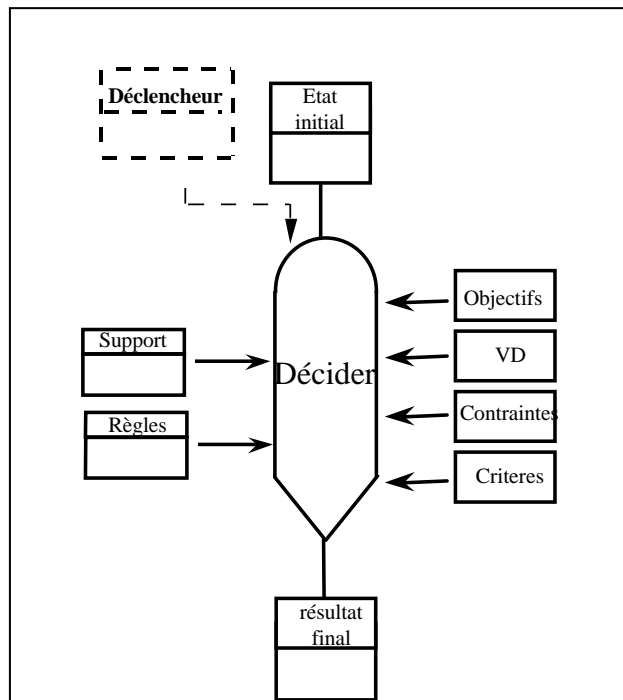 Déclencheur
Etat
initial
Objectifs
Support
VD
Décider
Contraintes
Règles
Criteres
résultat
final